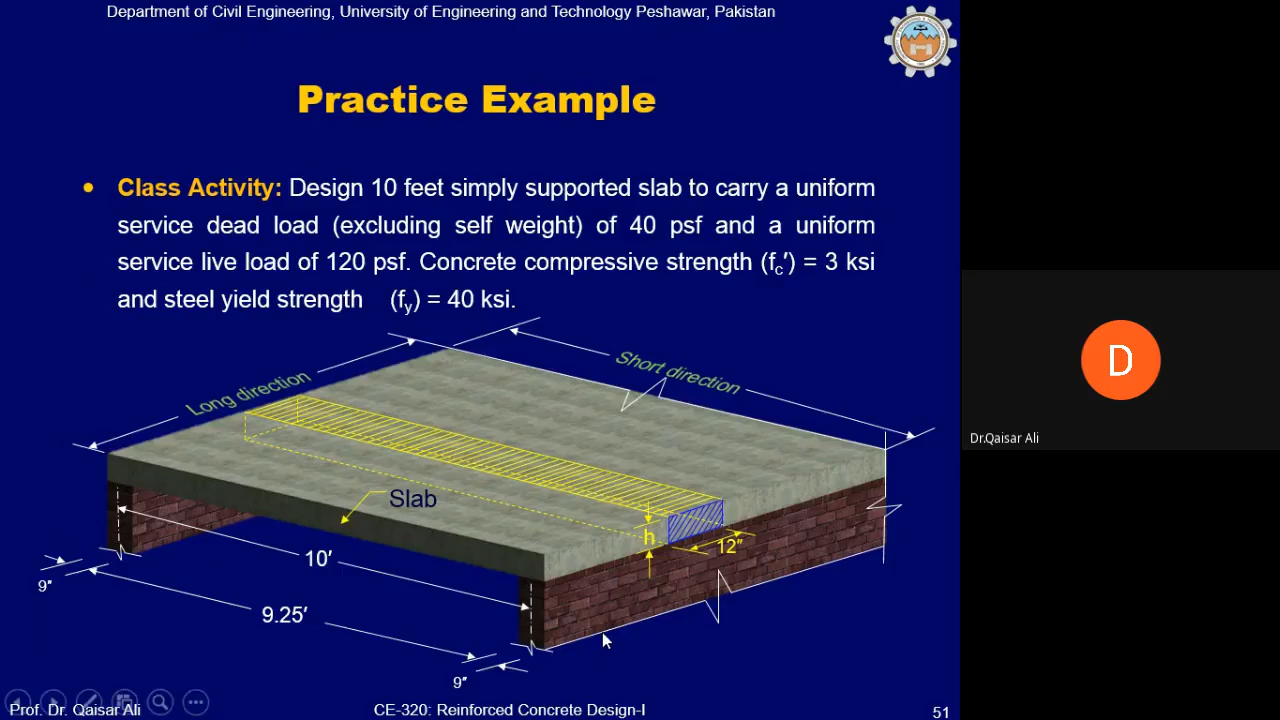 Department of Civil Engineering, University of Engineering and Technology Peshawar, Pakistan
Practice Example
• Class Activity: Design 10 feet simply supported slab to carry a uniform
service dead load (excluding self weight) of 40 psf and a uniform
service live load of 120 psf. Concrete compressive strength (fc′) = 3 ksi
and steel yield strength (fy) = 40 ksi.
Long direction
Short direction
Slab
h
12″
10′
9″
9.25′
9″
D
Dr.Qaisar Ali
Prof. Dr. Qaisar Ali
CE-320: Reinforced Concrete Design-I
51